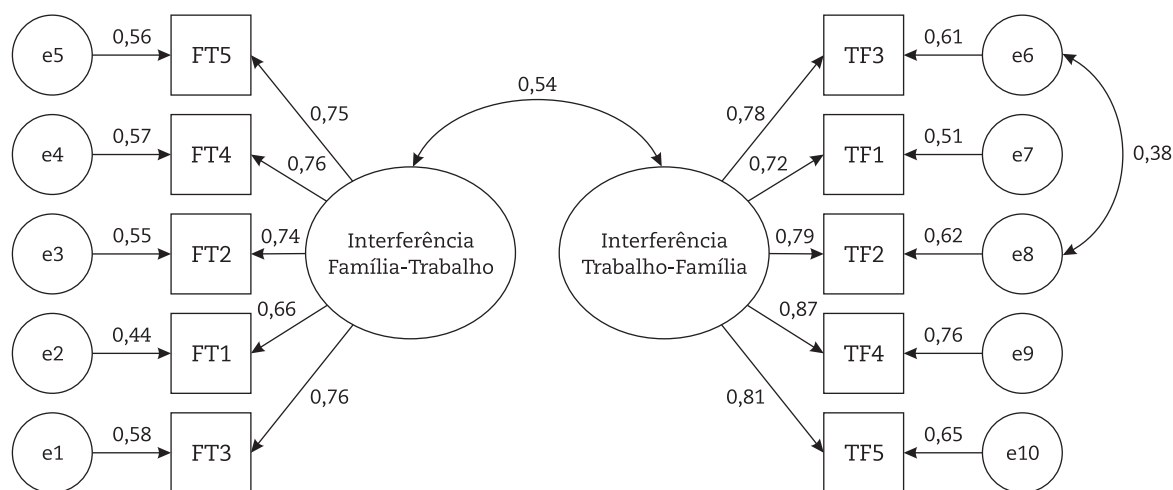 e5
0,56
FT5
0,75
e4
0,57
FT4
0,76
e3
0,55
FT2
0,74
e2
0,44
FT1
0,66
e1
0,58
FT3
0,76
Interferência
Família-Trabalho
0,54
Interferência
Trabalho-Família
0,78
TF3
0,61
e6
0,72
TF1
0,51
e7
0,38
0,79
TF2
0,62
e8
0,87
TF4
0,76
e9
0,81
TF5
0,65
e10